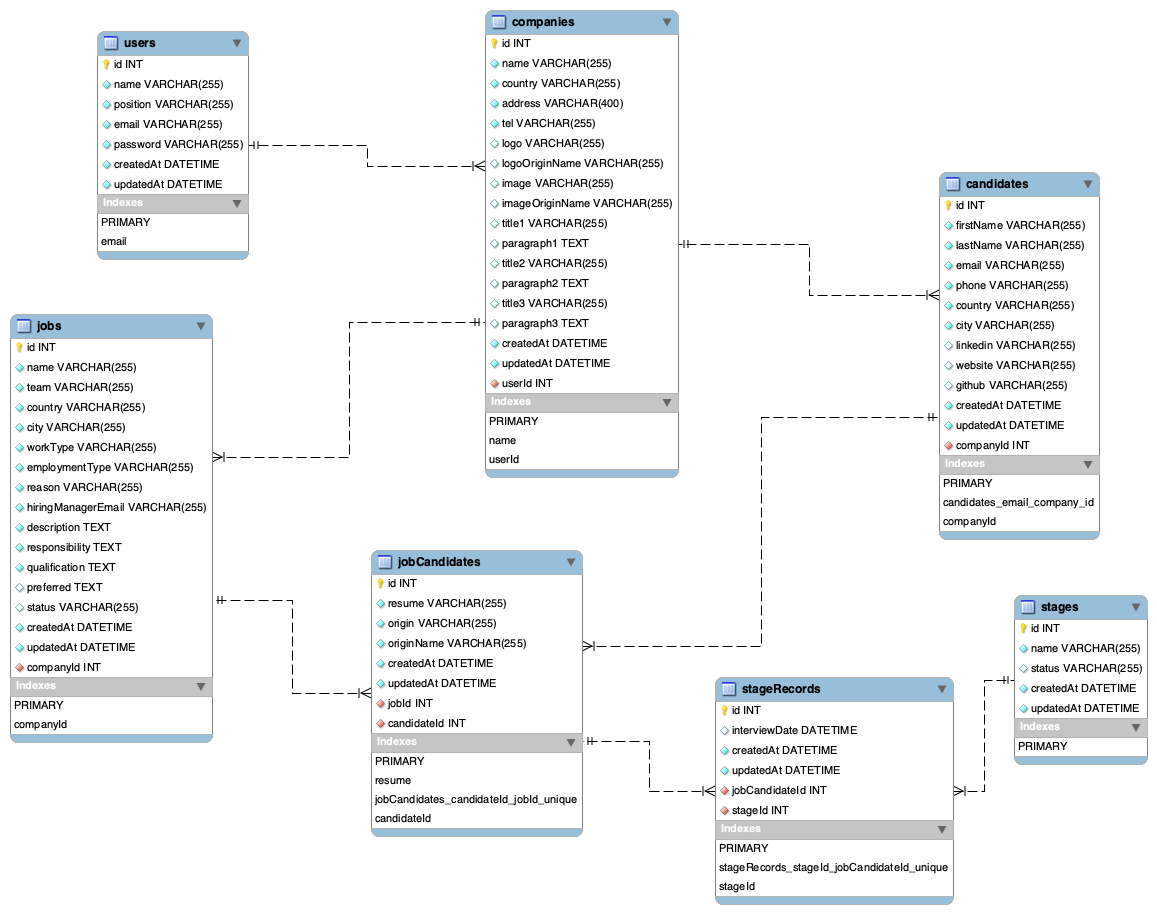 users
id INT
name VARCHAR(255)
position VARCHAR(255)
email VARCHAR(255)
password VARCHAR(255)
createdAt DATETIME
updatedAt DATETIME
Indexes
PRIMARY
email
companies
id INT
name VARCHAR(255)
country VARCHAR(255)
address VARCHAR(400)
tel VARCHAR(255)
logo VARCHAR(255)
logoOriginName VARCHAR(255)
image VARCHAR(255)
imageOriginName VARCHAR(255)
title1 VARCHAR(255)
paragraph1 TEXT
title2 VARCHAR(255)
paragraph2 TEXT
title3 VARCHAR(255)
paragraph3 TEXT
createdAt DATETIME
updatedAt DATETIME
userId INT
Indexes
PRIMARY
name
userId
candidates
id INT
firstName VARCHAR(255)
lastName VARCHAR(255)
email VARCHAR(255)
phone VARCHAR(255)
country VARCHAR(255)
city VARCHAR(255)
linkedin VARCHAR(255)
website VARCHAR(255)
github VARCHAR(255)
createdAt DATETIME
updatedAt DATETIME
companyId INT
Indexes
PRIMARY
candidates_email_company_id
companyId
jobs
id INT
name VARCHAR(255)
team VARCHAR(255)
country VARCHAR(255)
city VARCHAR(255)
workType VARCHAR(255)
employmentType VARCHAR(255)
reason VARCHAR(255)
hiringManagerEmail VARCHAR(255)
description TEXT
responsibility TEXT
qualification TEXT
preferred TEXT
status VARCHAR(255)
createdAt DATETIME
updatedAt DATETIME
companyId INT
Indexes
PRIMARY
companyId
jobCandidates
id INT
resume VARCHAR(255)
origin VARCHAR(255)
originName VARCHAR(255)
createdAt DATETIME
updatedAt DATETIME
jobId INT
candidateId INT
Indexes
PRIMARY
resume
jobCandidates_candidateId_jobId_unique
candidateId
stageRecords
id INT
interviewDate DATETIME
createdAt DATETIME
updatedAt DATETIME
jobCandidateId INT
stageId INT
Indexes
PRIMARY
stageRecords_stageId_jobCandidateId_unique
stageId
stages
id INT
name VARCHAR(255)
status VARCHAR(255)
createdAt DATETIME
updatedAt DATETIME
Indexes
PRIMARY